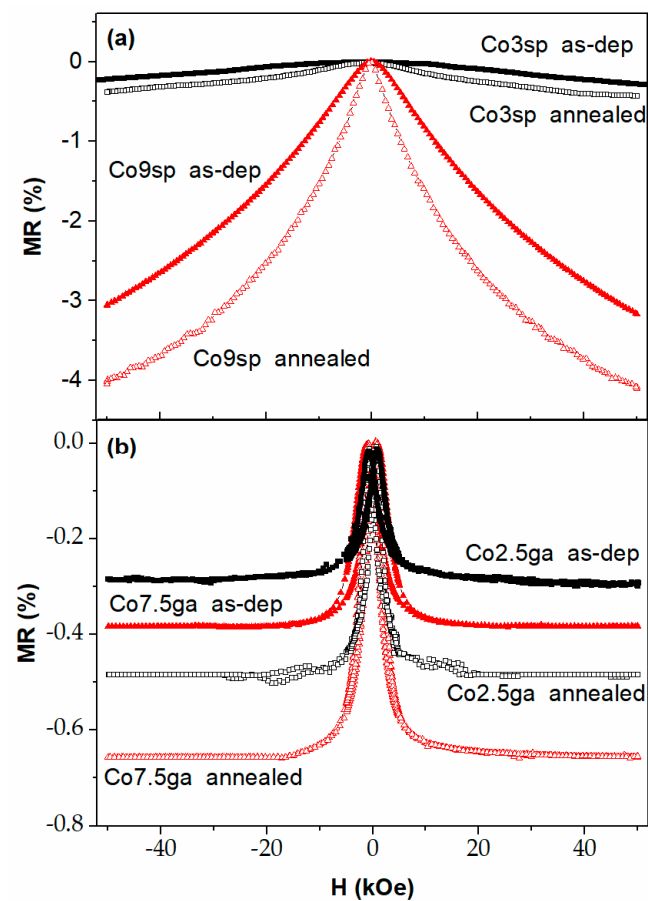 (a)
Co3sp as-dep
0
Co3sp annealed
-1
Co9sp as-dep
MR (%)
-2
-3
Co9sp annealed
-4
0.0
(b)
-0.2
Co2.5ga as-dep
Co7.5ga as-dep
MR (%)
-0.4
Co2.5ga annealed
-0.6
Co7.5ga annealed
-0.8
-40 -20 0 20 40
H (kOe)